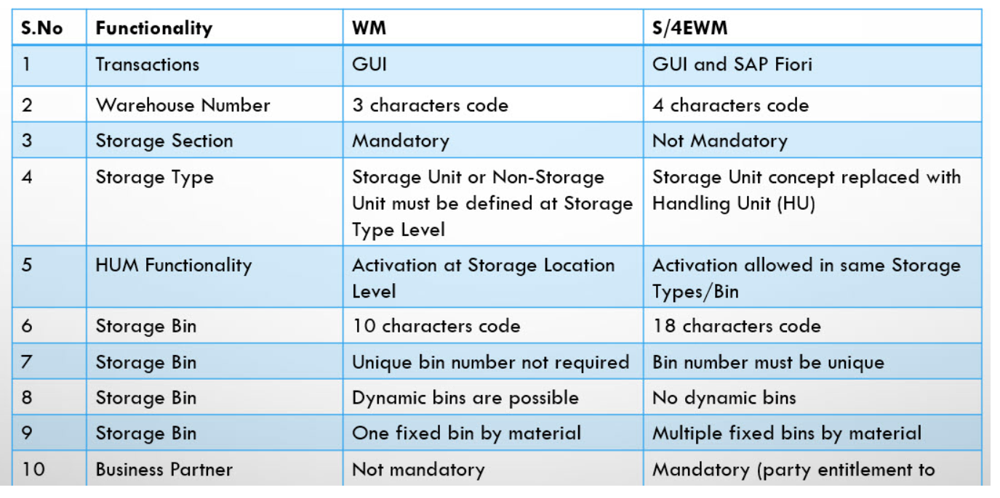 S.No Functionality WM S/4EWM
1 Transactions GUI GUI and SAP Fiori
2 Warehouse Number 3 characters code 4 characters code
3 Storage Section Mandatory Not Mandatory
4 Storage Type Storage Unit or Non-Storage Storage Unit concept replaced with
Unit must be defined at Storage Handling Unit (HU)
Type Level
5 HUM Functionality Activation at Storage Location Activation allowed in same Storage
Level Types/Bin
6 Storage Bin 10 characters code 18 characters code
7 Storage Bin Unique bin number not required Bin number must be unique
8 Storage Bin Dynamic bins are possible No dynamic bins
9 Storage Bin One fixed bin by material Multiple fixed bins by material
10 Business Partner Not mandatory Mandatory (party entitlement to